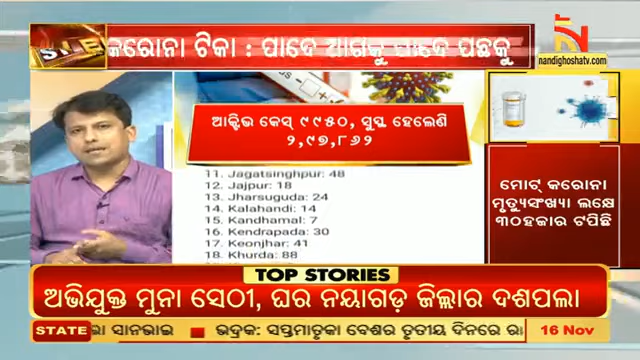 କରୋନା ଟିକା : ପାଦେ ଆଗକୁ ପାଦେ ପଛକୁ
nandighoshatv.com
ଆକ୍ଟିଭ କେସ୍ ୯୯୫୦, ସୁସ୍ଥ ହେଲେଣି
୨,୯୭,୮୬୨
11. Jagatsinghpur: 48
12. Jajpur: 18
13. Jharsuguda: 24
14. Kalahandi: 14
15. Kandhamal: 7
16. Kendrapada: 30
17. Keonjhar: 41
18. Khurda: 88
ମୋଟ୍ କରୋନା
ମୃତ୍ୟୁସଂଖ୍ୟା ଲକ୍ଷେ
୩୦ହଜାର ଟପିଛି
TOP STORIES
ଅଭିଯୁକ୍ତ ମୁନା ସେଠୀ, ଘର ନୟାଗଡ଼ ଜିଲ୍ଲାର ଦଶପଲା
STATE ସାନଭାଇ ଭଦ୍ରକ: ସପ୍ତମାତୃକା ବେଶର ତୃତୀୟ ଦିନରେ 16 Nov